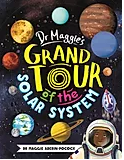 Dr Maggie's
GRAND
TOUR
of the
SOLAR SYSTEM
DR MAGGIE ADERIN-POCOCK